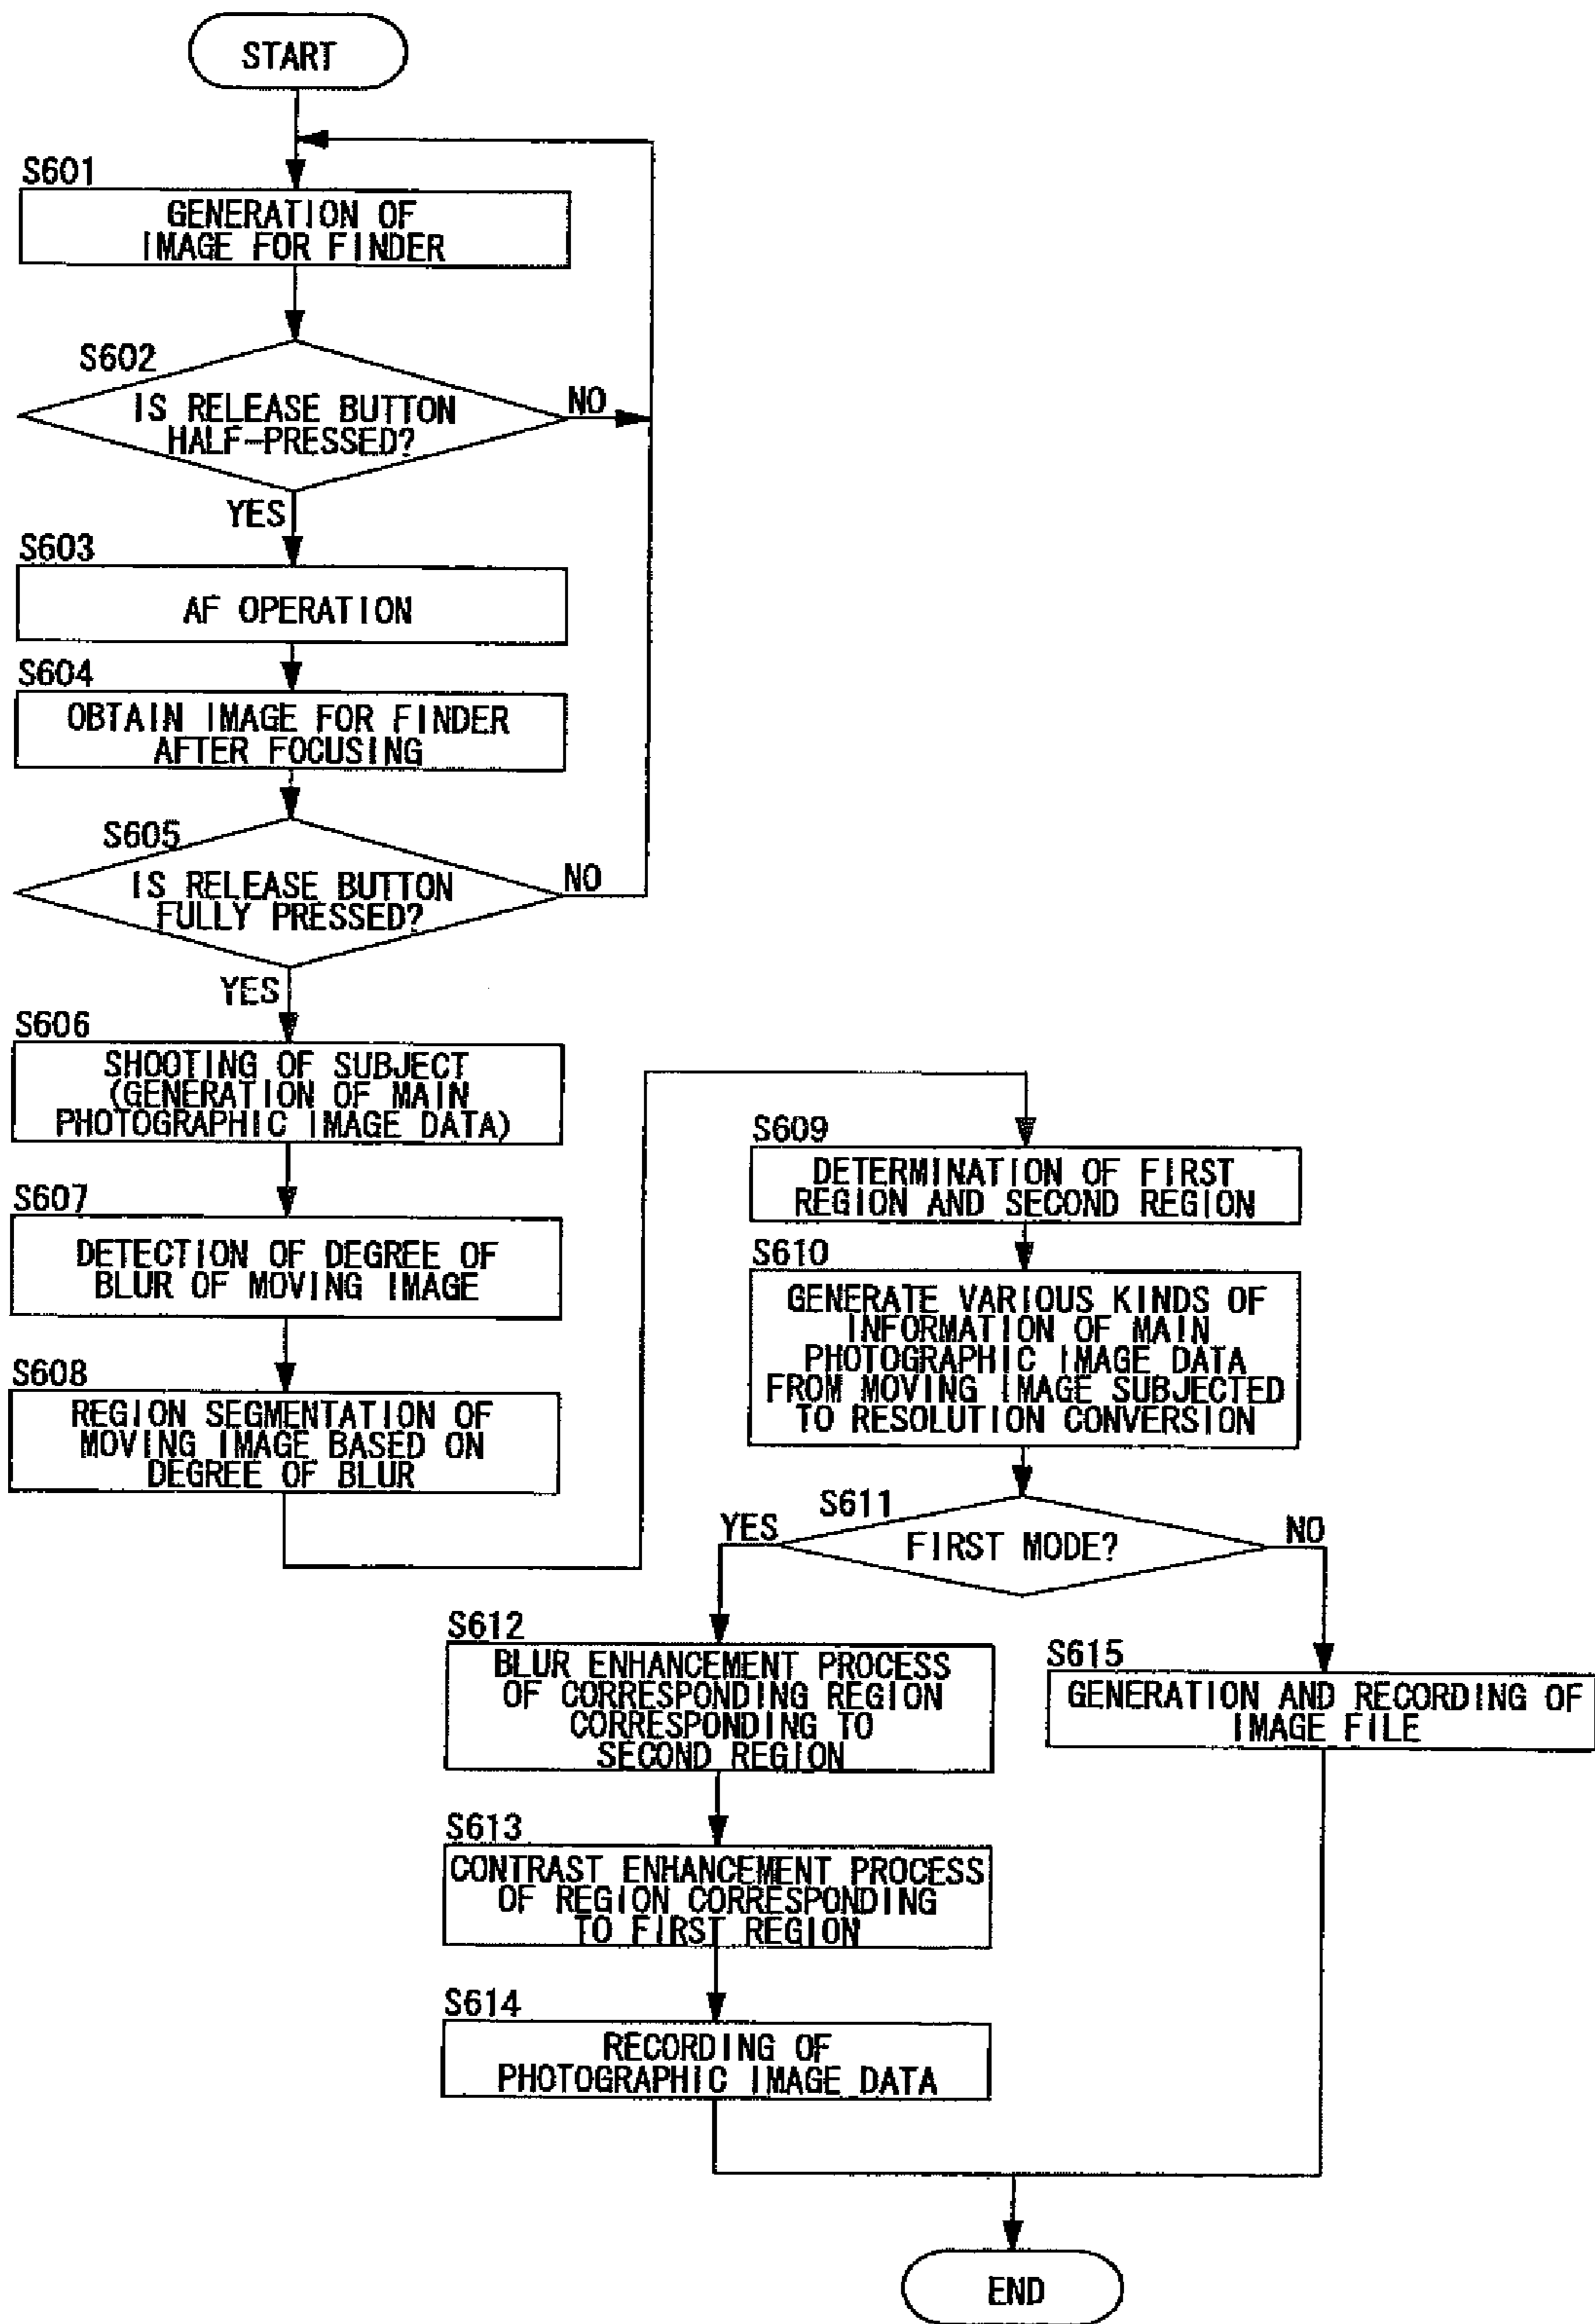 START
S601
GENERATION OF
IMAGE FOR FINDER
S602
IS RELEASE BUTTON
HALF-PRESSED?
NO
YES
S603
AF OPERATION
S604
OBTAIN IMAGE FOR FINDER
AFTER FOCUSING
S605
IS RELEASE BUTTON
FULLY PRESSED?
NO
YES
S606
SHOOTING OF SUBJECT
(GENERATION OF MAIN
PHOTOGRAPHIC IMAGE DATA)
S607
DETECTION OF DEGREE OF
BLUR OF MOVING IMAGE
S608
REGION SEGMENTATION OF
MOVING IMAGE BASED ON
DEGREE OF BLUR
S609
DETERMINATION OF FIRST
REGION AND SECOND REGION
S610
GENERATE VARIOUS KINDS OF
INFORMATION OF MAIN
PHOTOGRAPHIC IMAGE DATA
FROM MOVING IMAGE SUBJECTED
TO RESOLUTION CONVERSION
S611
FIRST MODE?
YES
NO
S612
BLUR ENHANCEMENT PROCESS
OF CORRESPONDING REGION
CORRESPONDING TO
SECOND REGION
S613
CONTRAST ENHANCEMENT PROCESS
OF REGION CORRESPONDING
TO FIRST REGION
S614
RECORDING OF
PHOTOGRAPHIC IMAGE DATA
S615
GENERATION AND RECORDING OF
IMAGE FILE
END